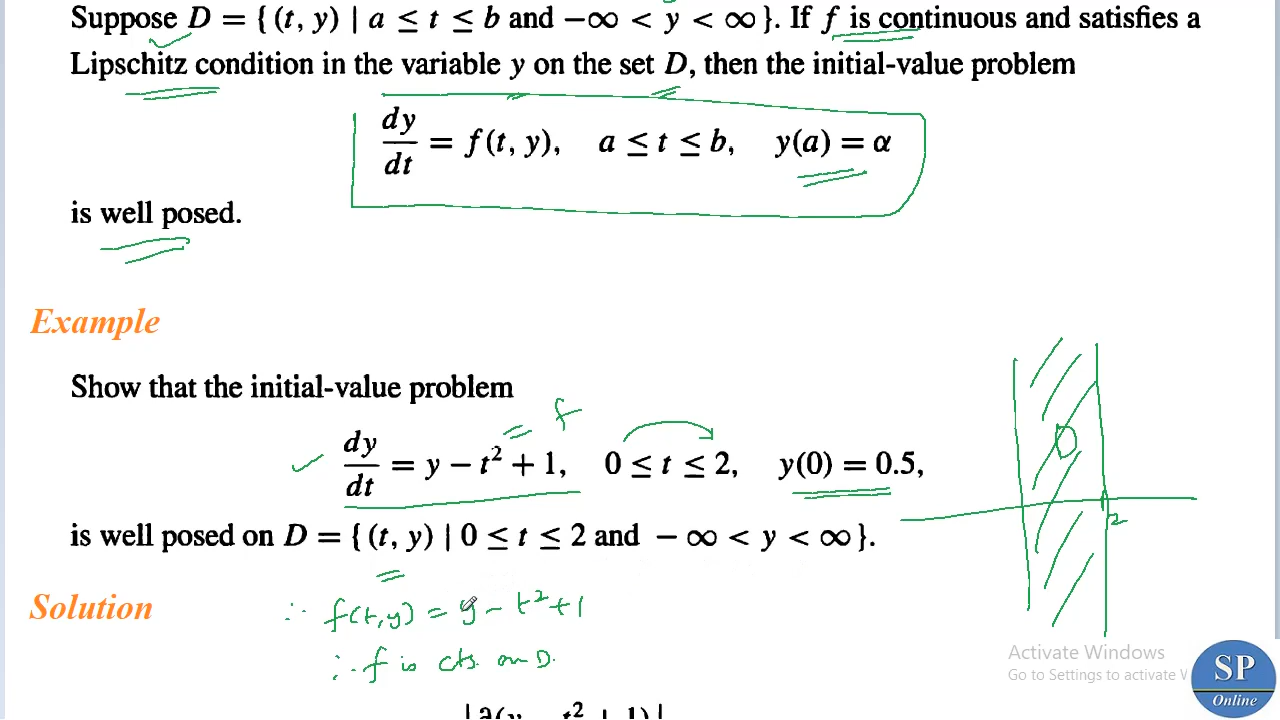 Suppose D = { (t, y) | a ≤ t ≤ b and −∞ < y < ∞ }. If f is continuous and satisfies a
Lipschitz condition in the variable y on the set D, then the initial-value problem
dy/dt = f(t, y), a ≤ t ≤ b, y(a) = α
is well posed.
Example
Show that the initial-value problem
f
dy/dt = y − t² + 1, 0 ≤ t ≤ 2, y(0) = 0.5,
D
2
is well posed on D = { (t, y) | 0 ≤ t ≤ 2 and − ∞ < y < ∞ }.
Solution
∴ f(t,y) = y − t² + 1
∴ f is cts. on D.
Activate Windows
Go to Settings to activate
SP
Online